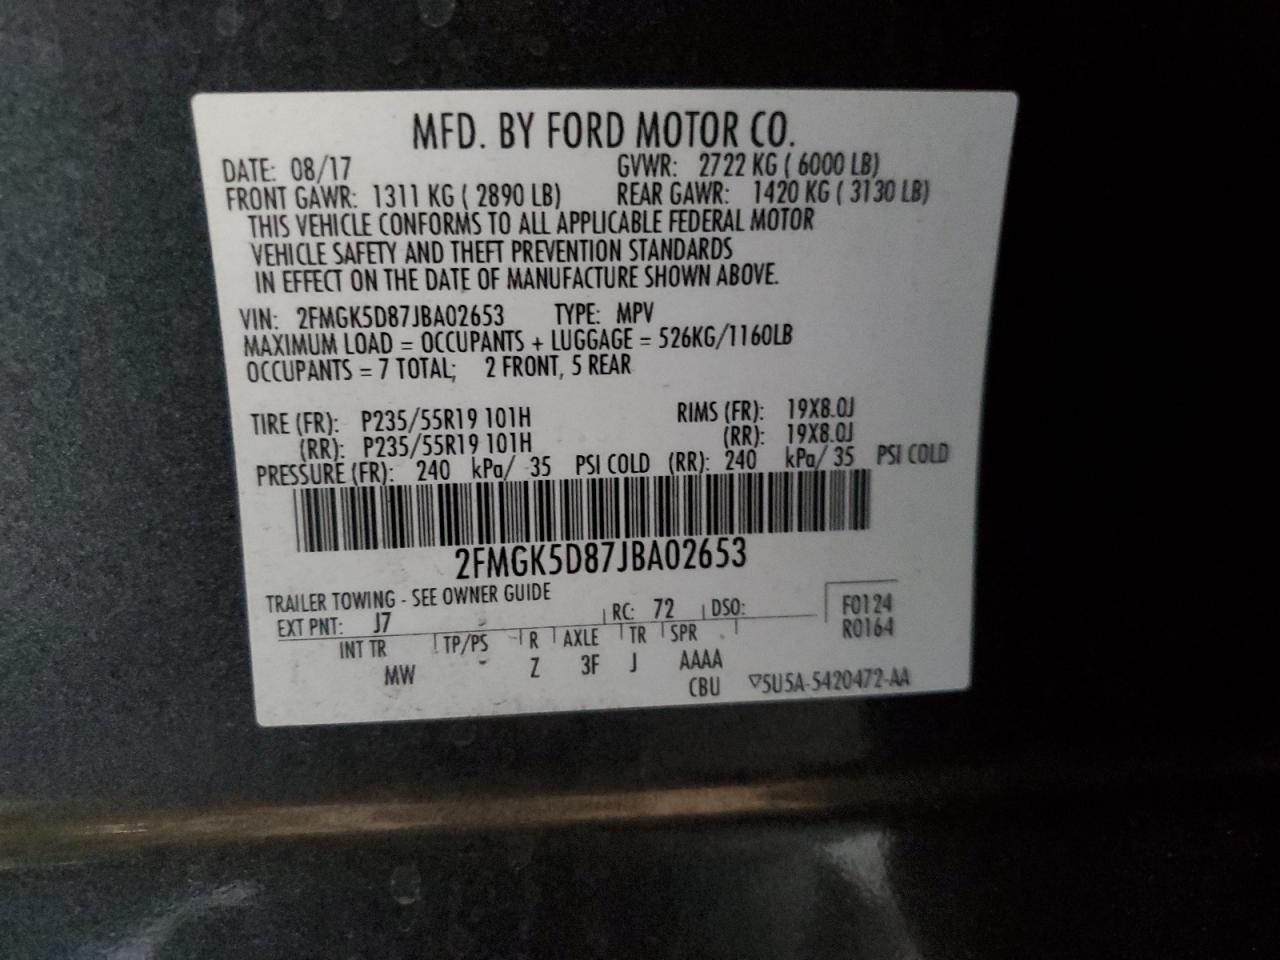 MFD. BY FORD MOTOR CO.
DATE: 08/17 GVWR: 2722 KG ( 6000 LB)
FRONT GAWR: 1311 KG ( 2890 LB) REAR GAWR: 1420 KG ( 3130 LB)
THIS VEHICLE CONFORMS TO ALL APPLICABLE FEDERAL MOTOR
VEHICLE SAFETY AND THEFT PREVENTION STANDARDS
IN EFFECT ON THE DATE OF MANUFACTURE SHOWN ABOVE.
VIN: 2FMGK5D87JBA02653 TYPE: MPV
MAXIMUM LOAD = OCCUPANTS + LUGGAGE = 526KG/1160LB
OCCUPANTS = 7 TOTAL; 2 FRONT, 5 REAR
TIRE (FR): P235/55R19 101H RIMS (FR): 19X8.0J
(RR): P235/55R19 101H (RR): 19X8.0J
PRESSURE (FR): 240 kPa/ 35 PSI COLD (RR): 240 kPa/ 35 PSI COLD
2FMGK5D87JBA02653
TRAILER TOWING - SEE OWNER GUIDE
EXT PNT: J7 RC: 72 DSO: F0124
R0164
INT TR TP/PS R AXLE TR SPR
MW - Z 3F J AAAA
CBU ▽5U5A-5420472-AA